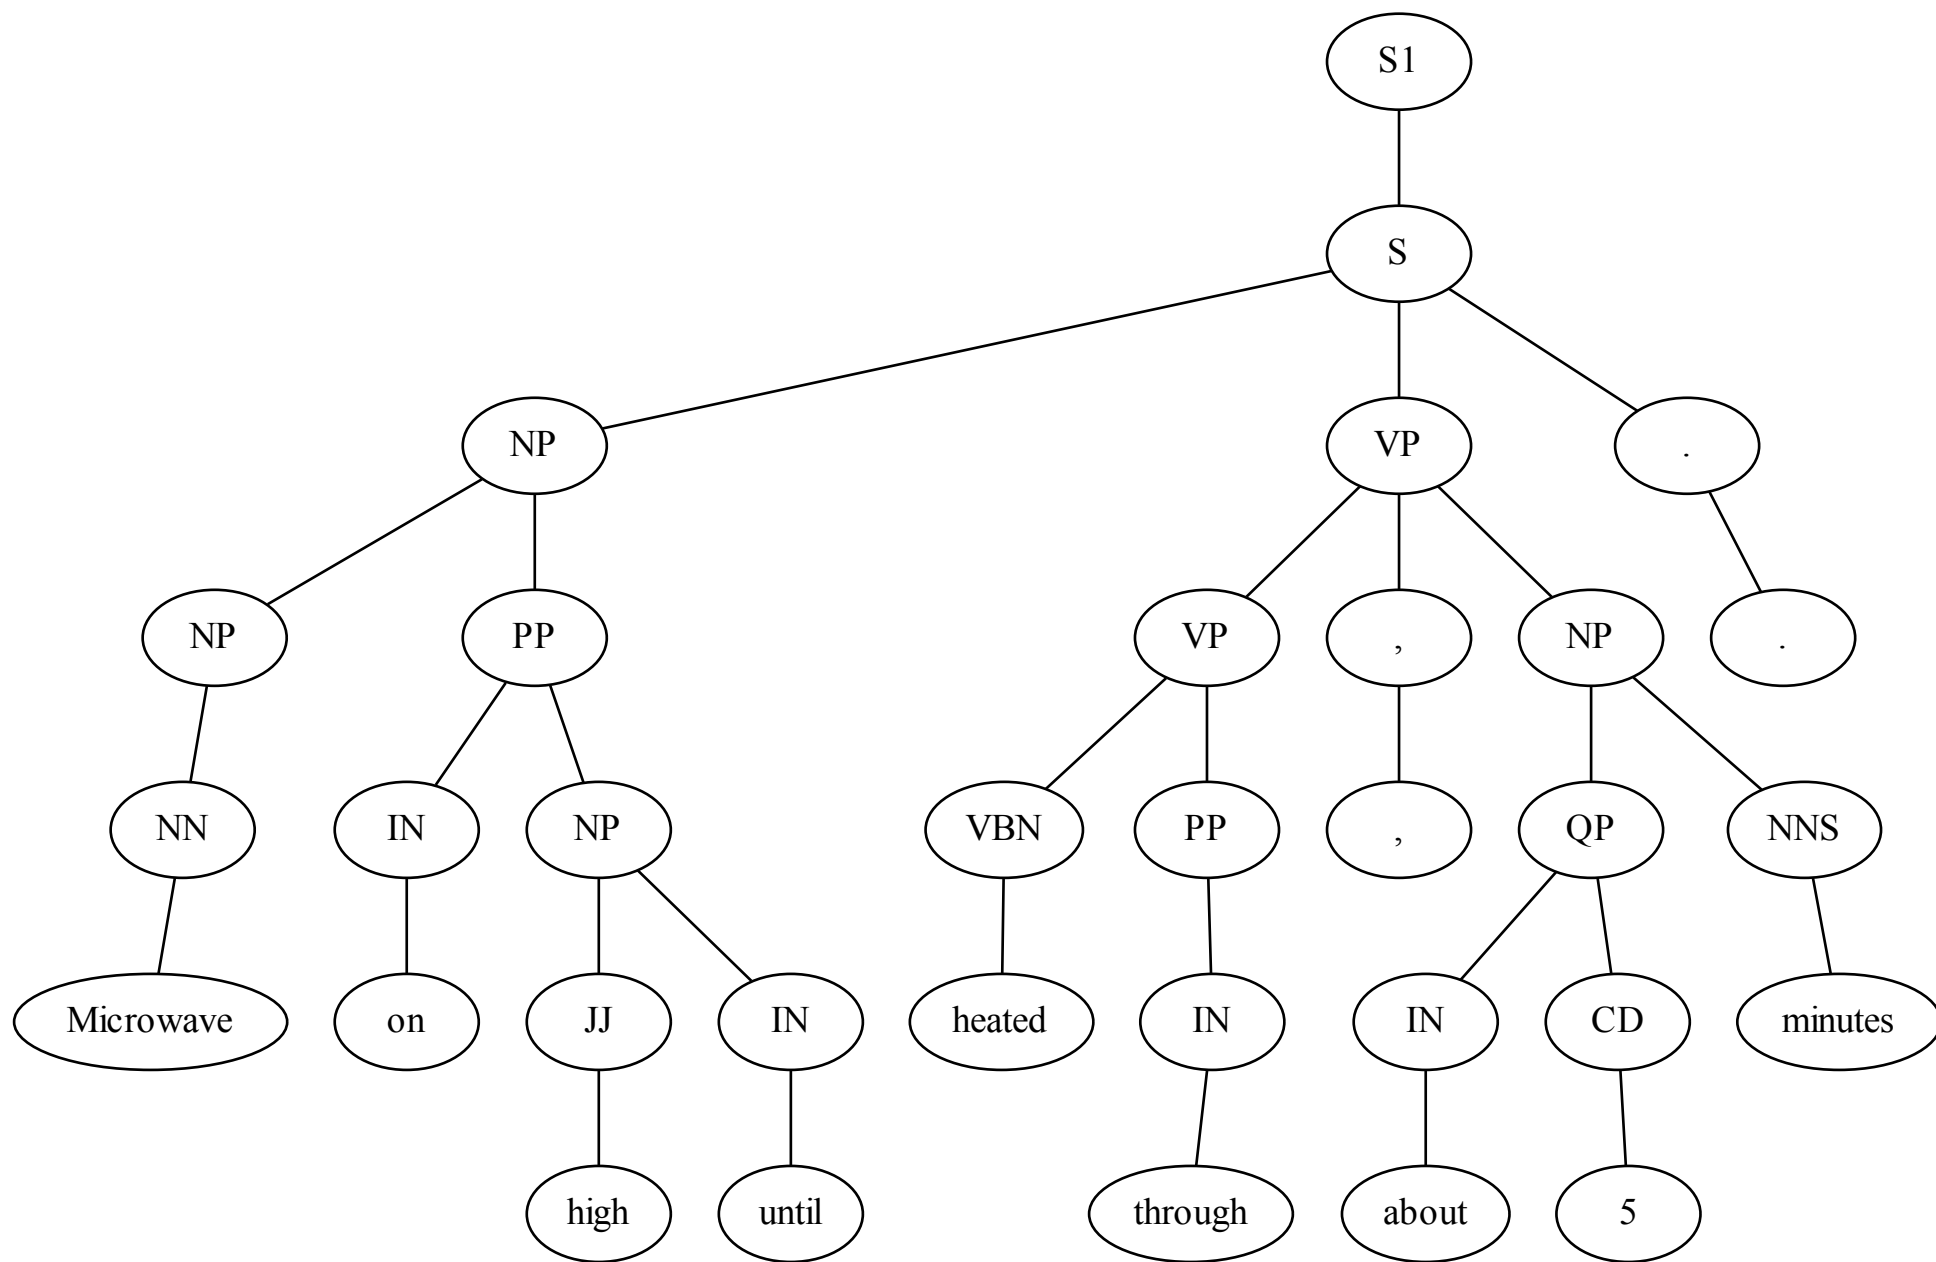 S1
S
NP VP .
NP PP VP , NP .
NN IN NP VBN PP , QP NNS
Microwave on JJ IN heated IN IN CD minutes
high until through about 5